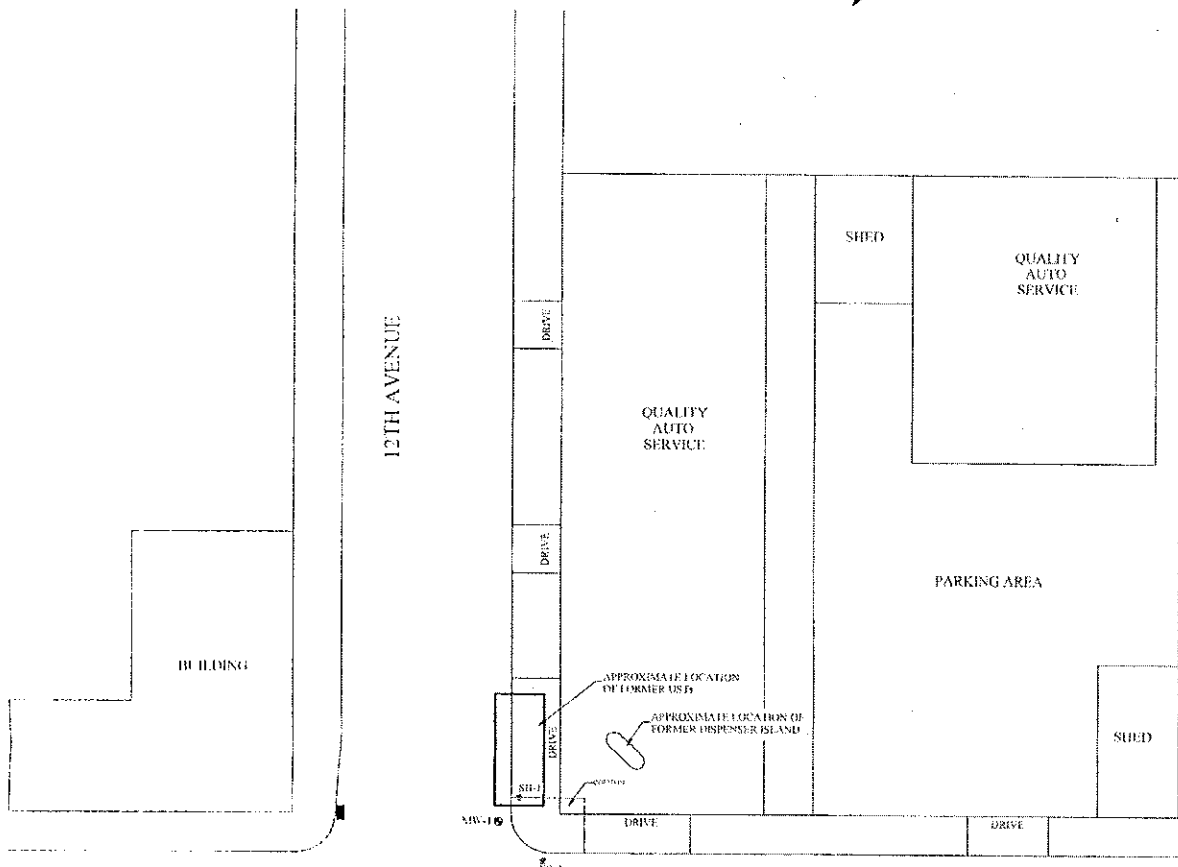 SHED
QUALITY
AUTO
SERVICE
DRIVE
12TH AVENUE
QUALITY
AUTO
SERVICE
DRIVE
PARKING AREA
BUILDING
APPROXIMATE LOCATION
OF FORMER USTs
APPROXIMATE LOCATION OF
FORMER DISPENSER ISLAND
DRIVE
SHED
MW-1
DRIVE
DRIVE